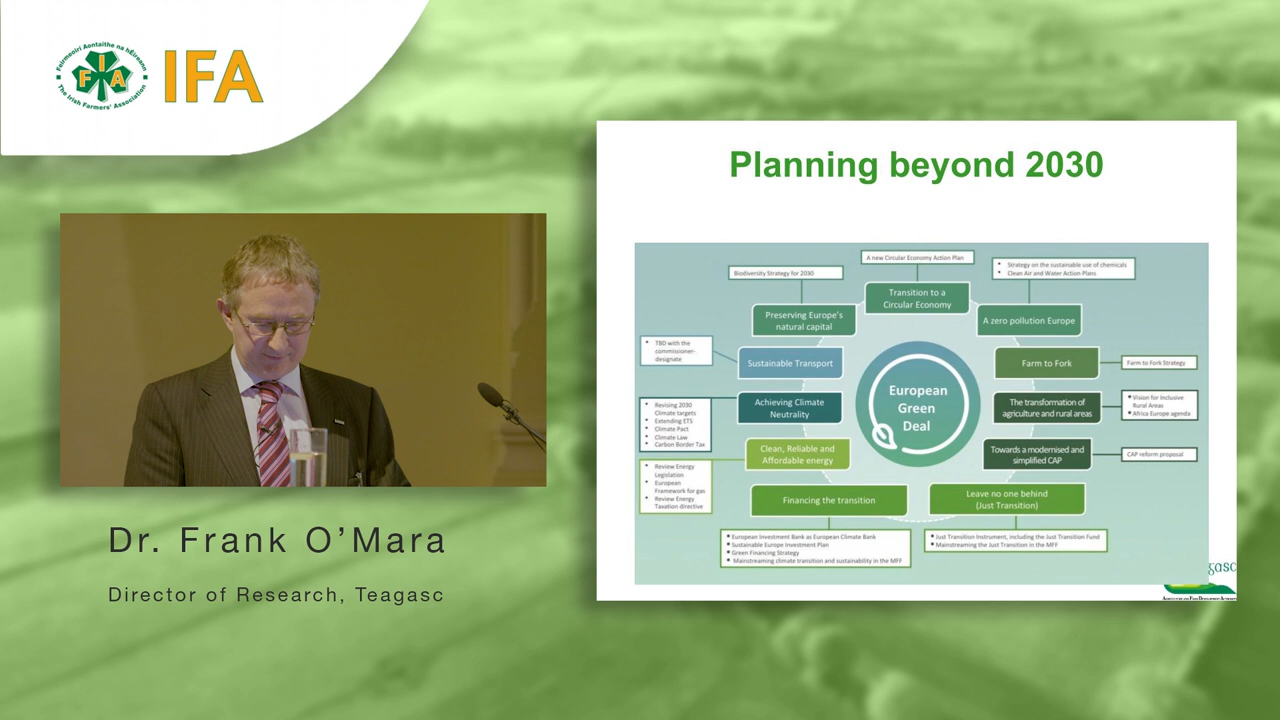 Feirmeoirí Aontaithe na hÉireann
FIA
The Irish Farmers' Association
IFA
Planning beyond 2030
A new Circular Economy Action Plan
Biodiversity Strategy for 2030
• Strategy on the sustainable use of chemicals
• Clean Air and Water Action Plans
Transition to a
Circular Economy
Preserving Europe's
natural capital
A zero pollution Europe
• TBD with the
commissioner-
designate
Sustainable Transport
Farm to Fork
Farm to Fork Strategy
European
Green
Deal
• Revising 2030
Climate targets
• Extending ETS
• Climate Pact
• Climate Law
• Carbon Border Tax
Achieving Climate
Neutrality
The transformation of
agriculture and rural areas
• Vision for Inclusive
Rural Areas
• Africa Europe agenda
Clean, Reliable and
Affordable energy
Towards a modernised and
simplified CAP
CAP reform proposal
• Review Energy
Legislation
• European
Framework for gas
• Review Energy
Taxation directive
Financing the transition
Leave no one behind
(Just Transition)
• European Investment Bank as European Climate Bank
• Sustainable Europe Investment Plan
• Green Financing Strategy
• Mainstreaming climate transition and sustainability in the MFF
• Just Transition Instrument, including the Just Transition Fund
• Mainstreaming the Just Transition in the MFF
gasc
Agriculture and Food Development Authority
Dr. Frank O'Mara
Director of Research, Teagasc